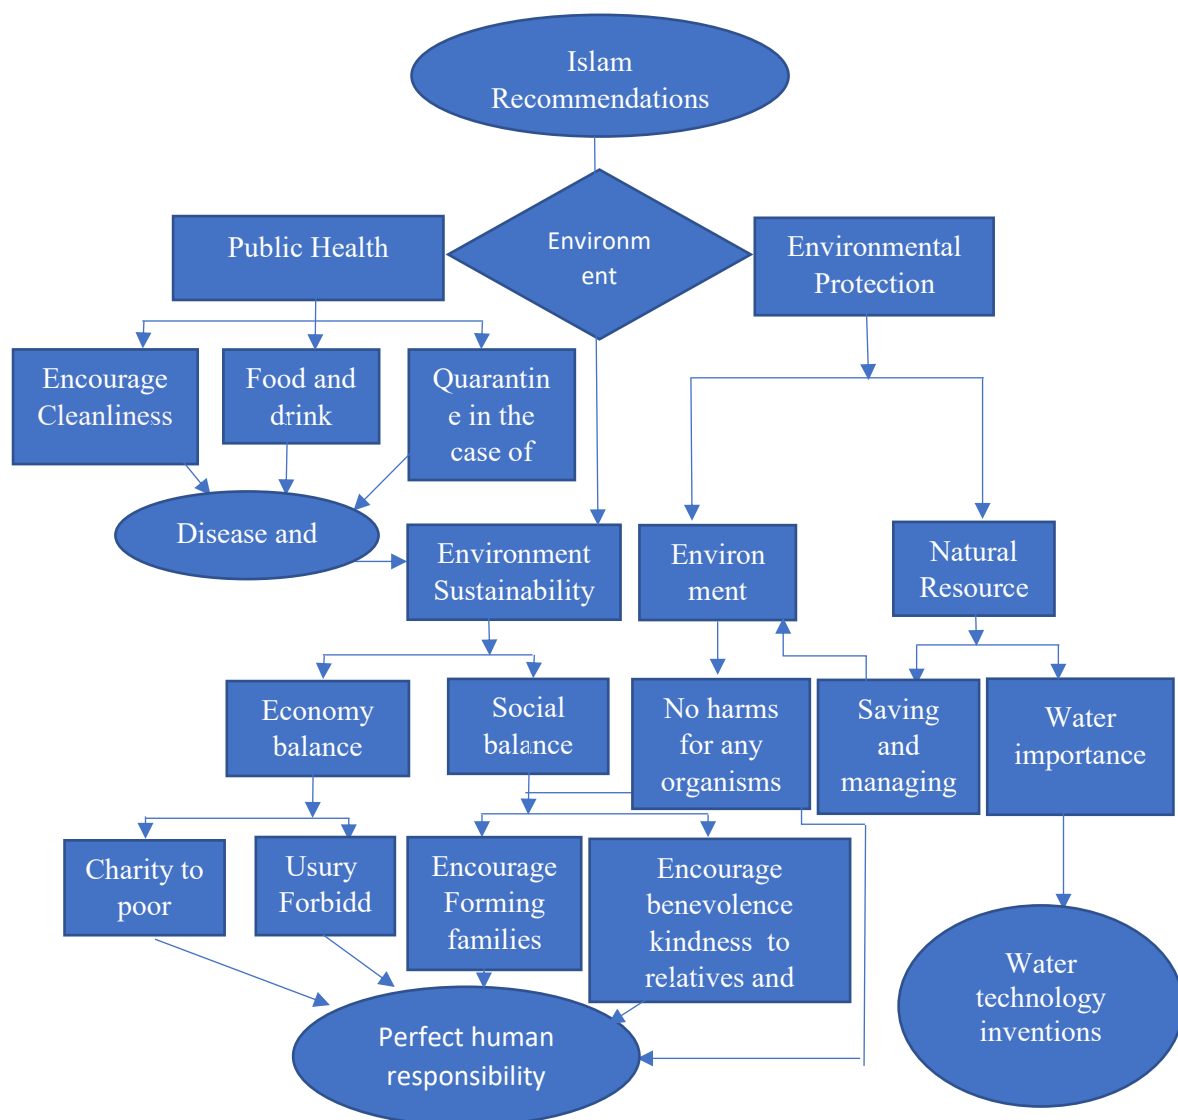 Islam
Recommendations
Public Health
Environm
ent
Environmental
Protection
Encourage
Cleanliness
Food and
drink
Quarantin
e in the
case of
Disease and
Environment
Sustainability
Environ
ment
Natural
Resource
Economy
balance
Social
balance
No harms
for any
organisms
Saving
and
managing
Water
importance
Charity to
poor
Usury
Forbidd
Encourage
Forming
families
Encourage
benevolence
kindness to
relatives and
Water
technology
inventions
Perfect human
responsibility